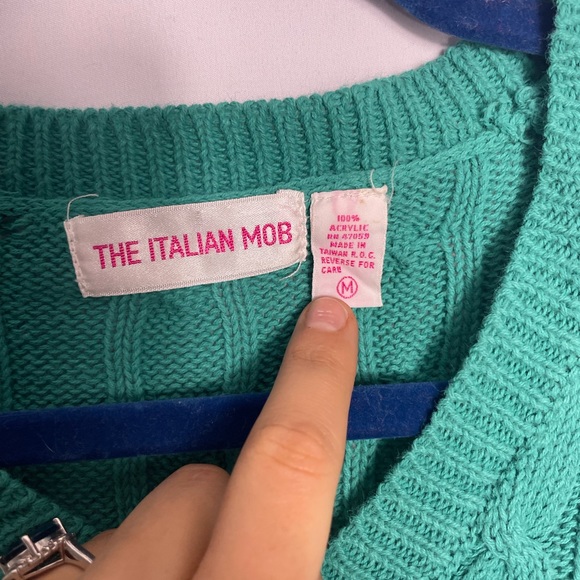 THE ITALIAN MOB
100%
ACRYLIC
RN 47059
MADE IN
TAIWAN R.O.C.
REVERSE FOR
CARE
M